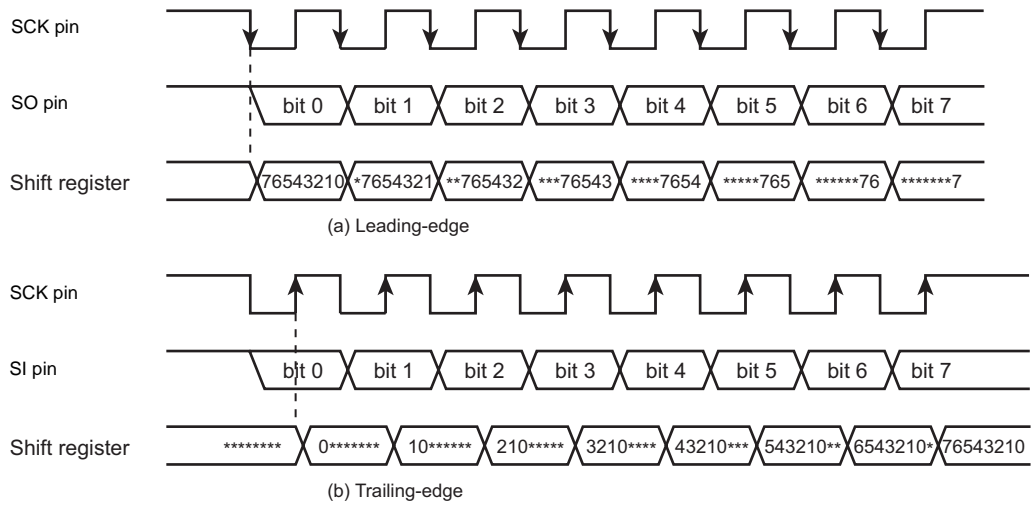 SCK pin
SO pin bit 0 bit 1 bit 2 bit 3 bit 4 bit 5 bit 6 bit 7
Shift register 76543210 *7654321 **765432 ***76543 ****7654 *****765 ******76 *******7
(a) Leading-edge
SCK pin
SI pin bit 0 bit 1 bit 2 bit 3 bit 4 bit 5 bit 6 bit 7
Shift register ******** 0******* 10****** 210***** 3210**** 43210*** 543210** 6543210* 76543210
(b) Trailing-edge